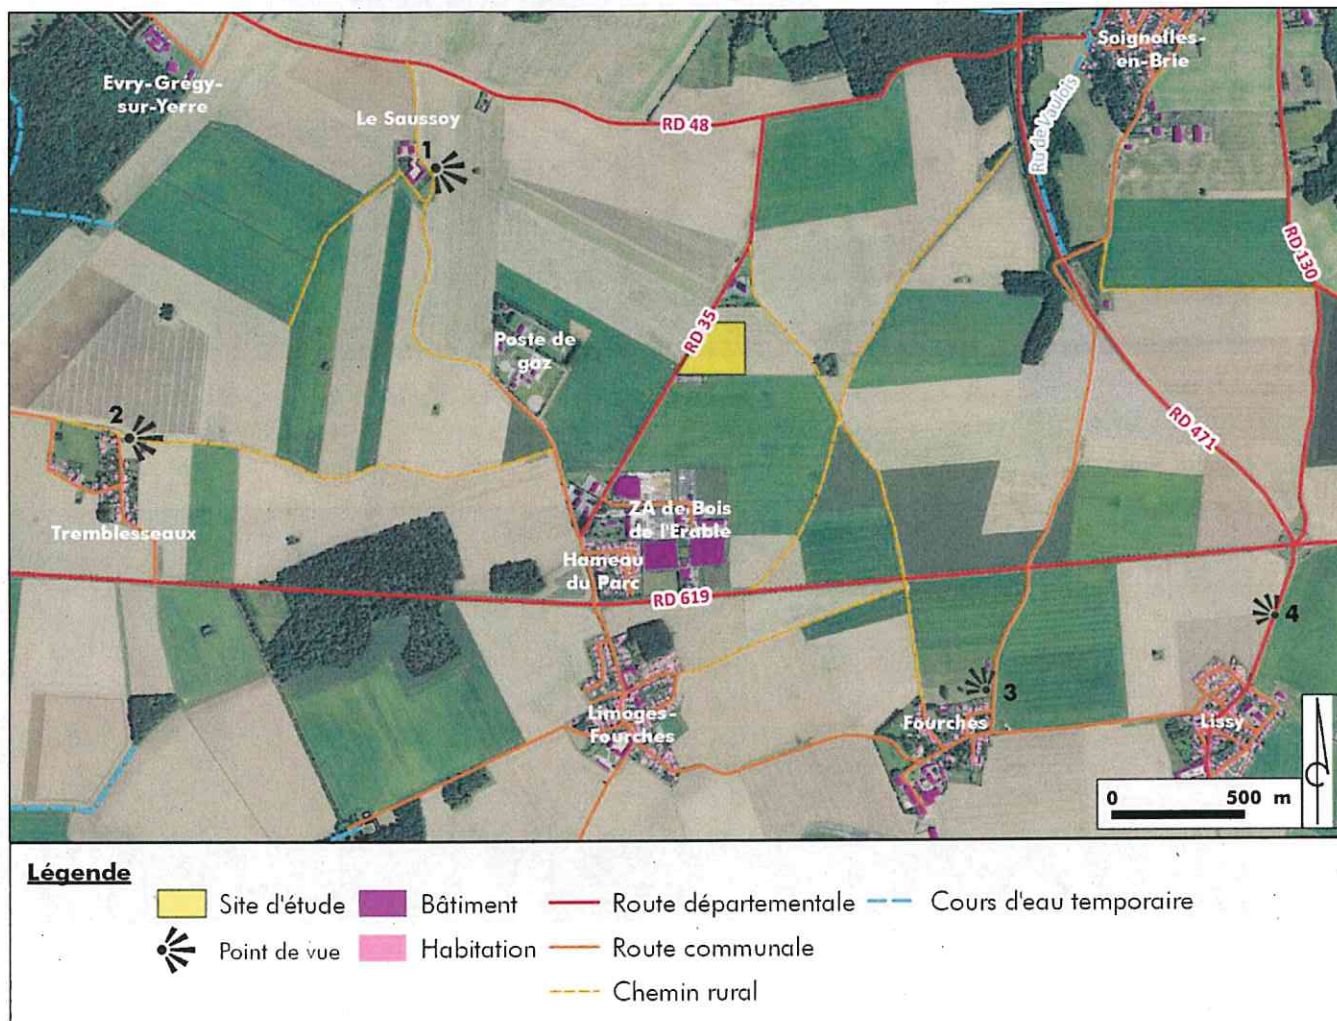 Soignolles-
en-Brie
Evry-Grégy-
sur-Yerre
Le Saussoy
RD 48
Ru de Vaulois
1
RD 130
RD 35
Poste de
gaz
2
RD 471
ZA de Bois
de l'Erable
Tremblesseaux
Hameau
du Parc
RD 619
4
3
Limoges-
Fourches
Fourches
Lissy
0 500 m
Légende
Site d'étude Bâtiment Route départementale Cours d'eau temporaire
Point de vue Habitation Route communale
Chemin rural